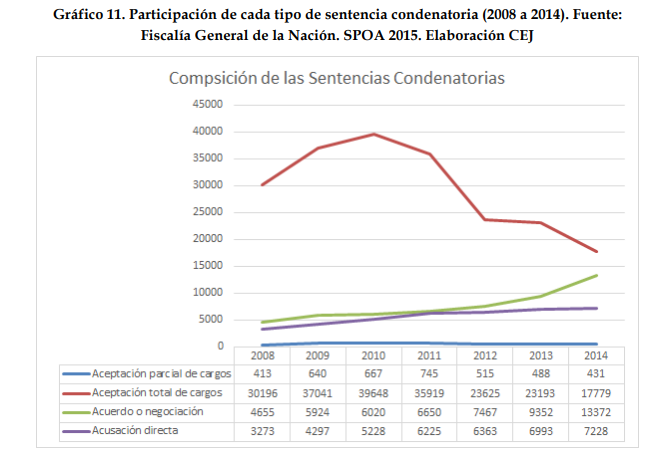 Gráfico 11. Participación de cada tipo de sentencia condenatoria (2008 a 2014). Fuente:
Fiscalía General de la Nación. SPOA 2015. Elaboración CEJ
Compsición de las Sentencias Condenatorias
45000
40000
35000
30000
25000
20000
15000
10000
5000
0
2008 2009 2010 2011 2012 2013 2014
Aceptación parcial de cargos 413 640 667 745 515 488 431
Aceptación total de cargos 30196 37041 39648 35919 23625 23193 17779
Acuerdo o negociación 4655 5924 6020 6650 7467 9352 13372
Acusación directa 3273 4297 5228 6225 6363 6993 7228